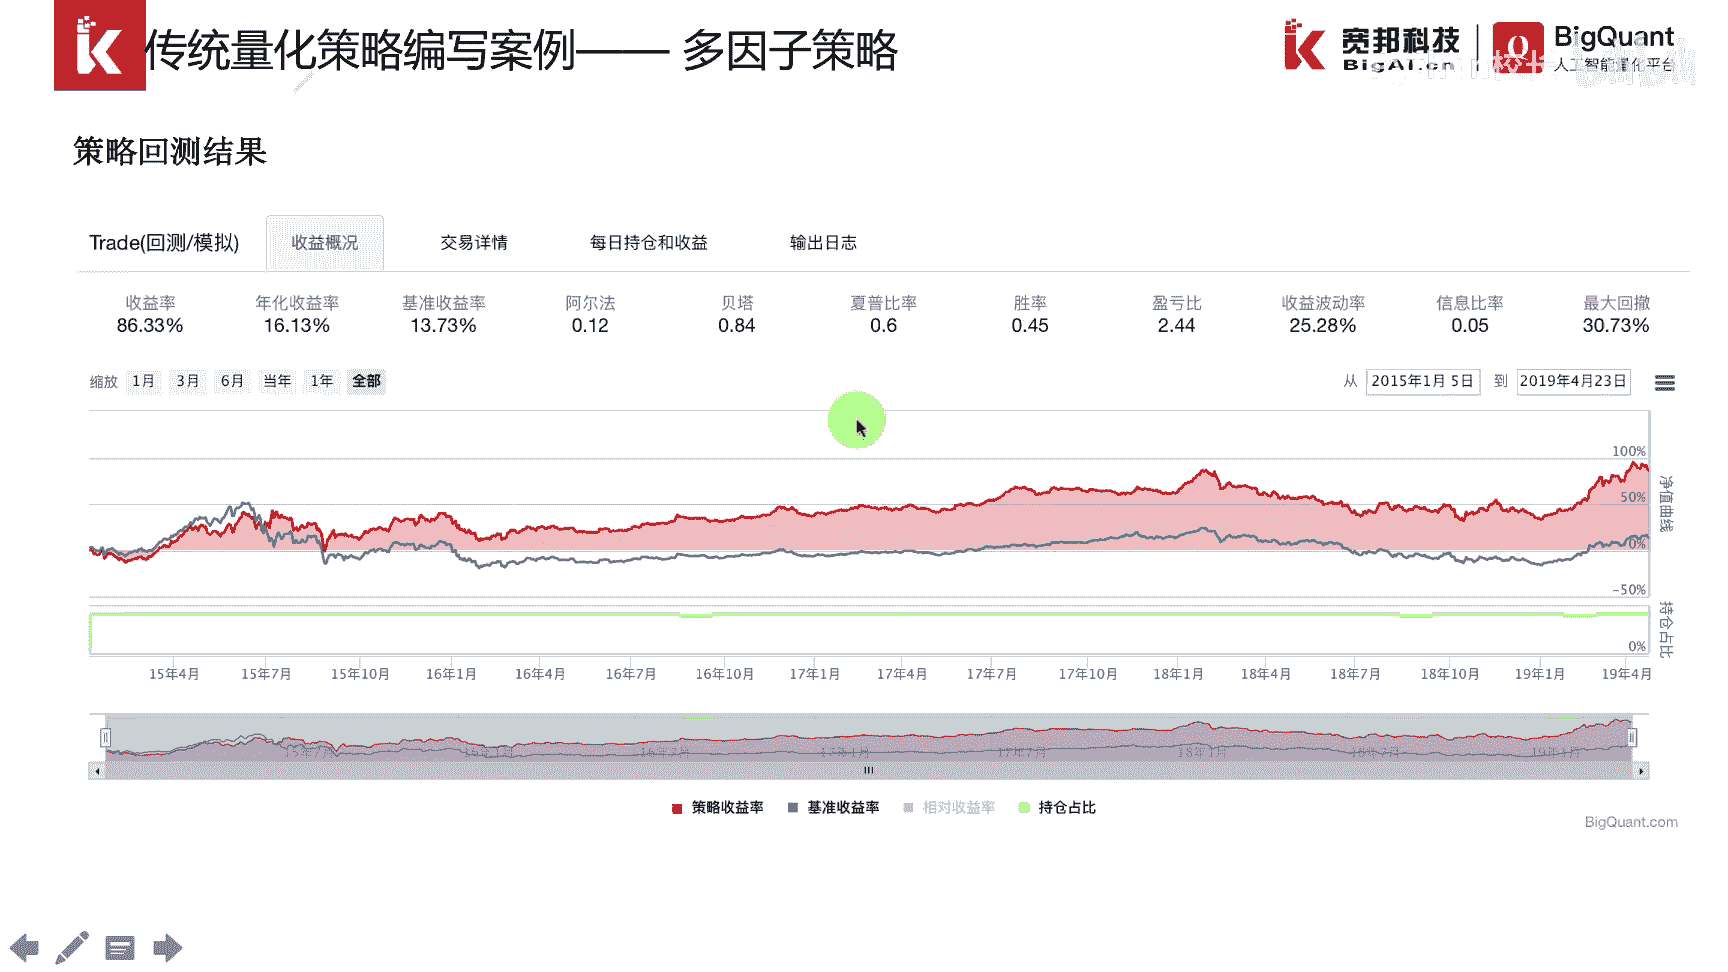 传统量化策略编写案例—— 多因子策略
宽邦科技
BigAI.cn
BigQuant
人工智能量化平台
策略回测结果
Trade(回测/模拟) 收益概况 交易详情 每日持仓和收益 输出日志
收益率 年化收益率 基准收益率 阿尔法 贝塔 夏普比率 胜率 盈亏比 收益波动率 信息比率 最大回撤
86.33% 16.13% 13.73% 0.12 0.84 0.6 0.45 2.44 25.28% 0.05 30.73%
缩放 1月 3月 6月 当年 1年 全部 从 2015年1月 5日 到 2019年4月23日
100%
50%
0%
-50%
净值曲线
0%
持仓占比
15年4月 15年7月 15年10月 16年1月 16年4月 16年7月 16年10月 17年1月 17年4月 17年7月 17年10月 18年1月 18年4月 18年7月 18年10月 19年1月 19年4月
策略收益率 基准收益率 相对收益率 持仓占比
BigQuant.com